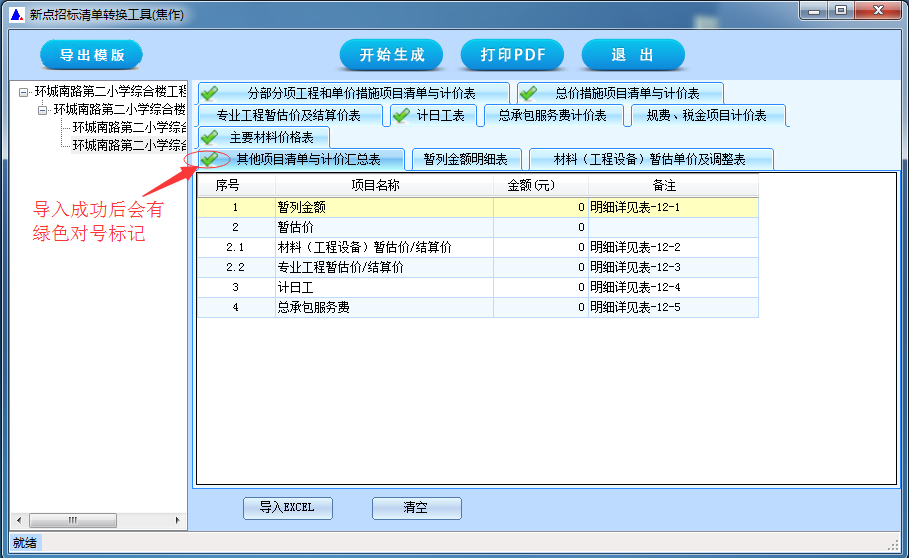 新点招标清单转换工具(焦作)
导出模版
开始生成
打印PDF
退 出
环城南路第二小学综合楼工程
环城南路第二小学综合楼
环城南路第二小学综合
环城南路第二小学综合
分部分项工程和单价措施项目清单与计价表
总价措施项目清单与计价表
专业工程暂估价及结算价表
计日工表
总承包服务费计价表
规费、税金项目计价表
主要材料价格表
其他项目清单与计价汇总表
暂列金额明细表
材料（工程设备）暂估单价及调整表
序号 项目名称 金额(元) 备注
1 暂列金额 0 明细详见表-12-1
2 暂估价 0
2.1 材料（工程设备）暂估价/结算价 0 明细详见表-12-2
2.2 专业工程暂估价/结算价 0 明细详见表-12-3
3 计日工 0 明细详见表-12-4
4 总承包服务费 0 明细详见表-12-5
导入成功后会有
绿色对号标记
导入EXCEL
清空
就绪